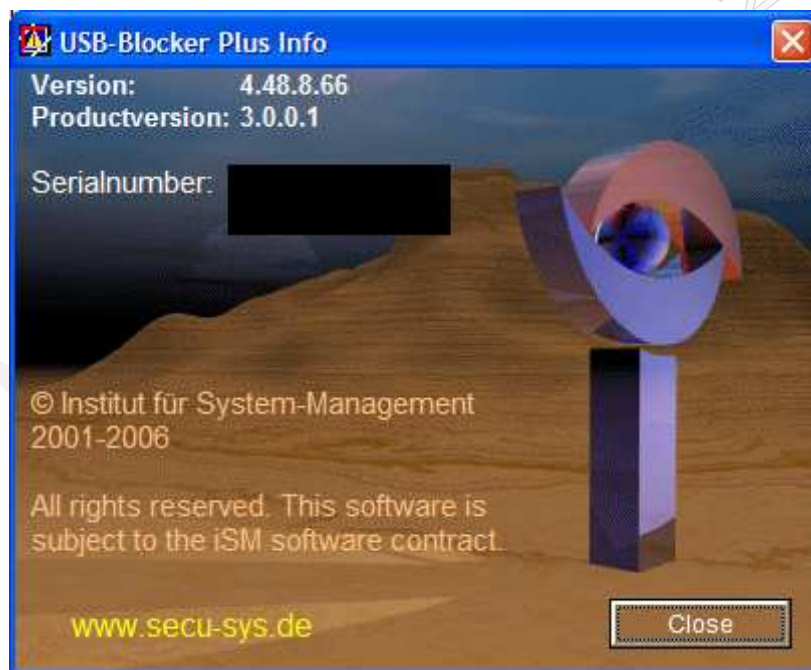 USB-Blocker Plus Info
Version: 4.48.8.66
Productversion: 3.0.0.1
Serialnumber:
© Institut für System-Management
2001-2006
All rights reserved. This software is
subject to the iSM software contract.
www.secu-sys.de
Close